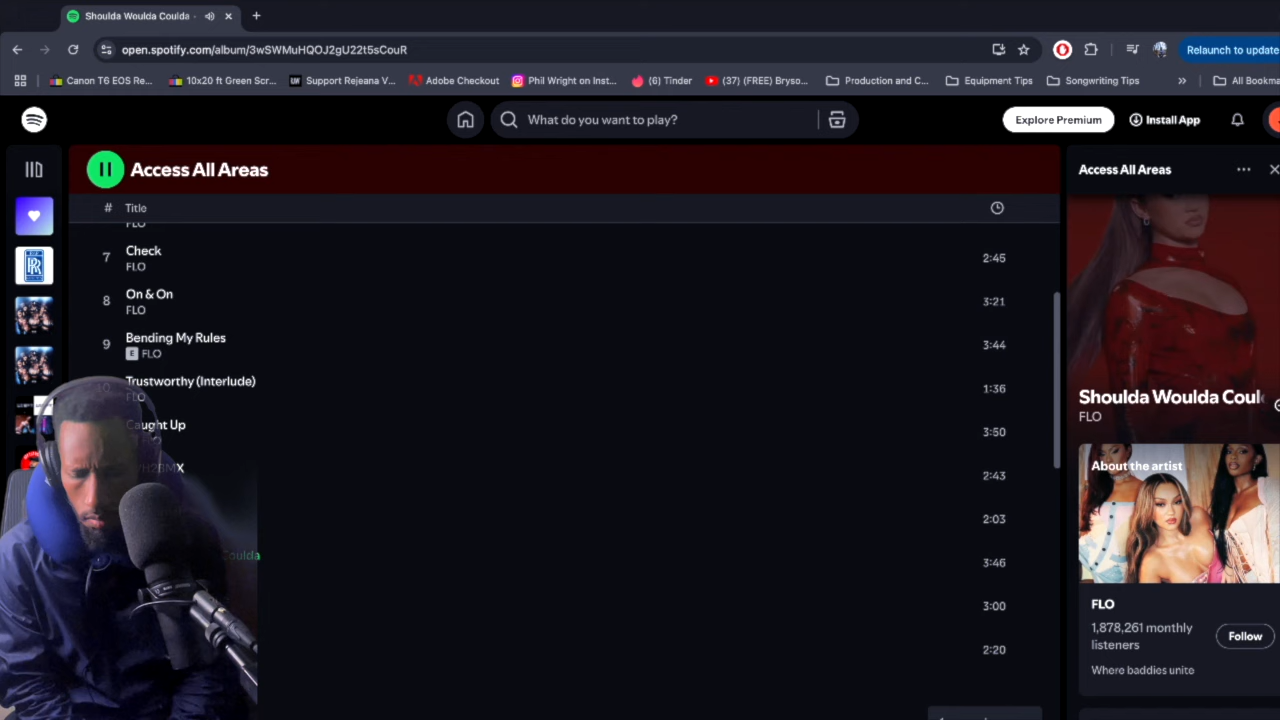 Shoulda Woulda Coulda -
open.spotify.com/album/3wSWMuHQOJ2gU22t5sCouR
Relaunch to update
Canon T6 EOS Re...
10x20 ft Green Scr...
Support Rejeana V...
Adobe Checkout
Phil Wright on Inst...
(6) Tinder
(37) (FREE) Bryso...
Production and C...
Equipment Tips
Songwriting Tips
»
All Bookma
What do you want to play?
Explore Premium
Install App
Access All Areas
# Title
FLO
7 Check 2:45
FLO
8 On & On 3:21
FLO
9 Bending My Rules 3:44
E FLO
Trustworthy (Interlude) 1:36
FLO
Caught Up 3:50
2:43
2:03
Coulda 3:46
3:00
2:20
Access All Areas
Shoulda Woulda Coul
FLO
About the artist
FLO
1,878,261 monthly
listeners
Follow
Where baddies unite